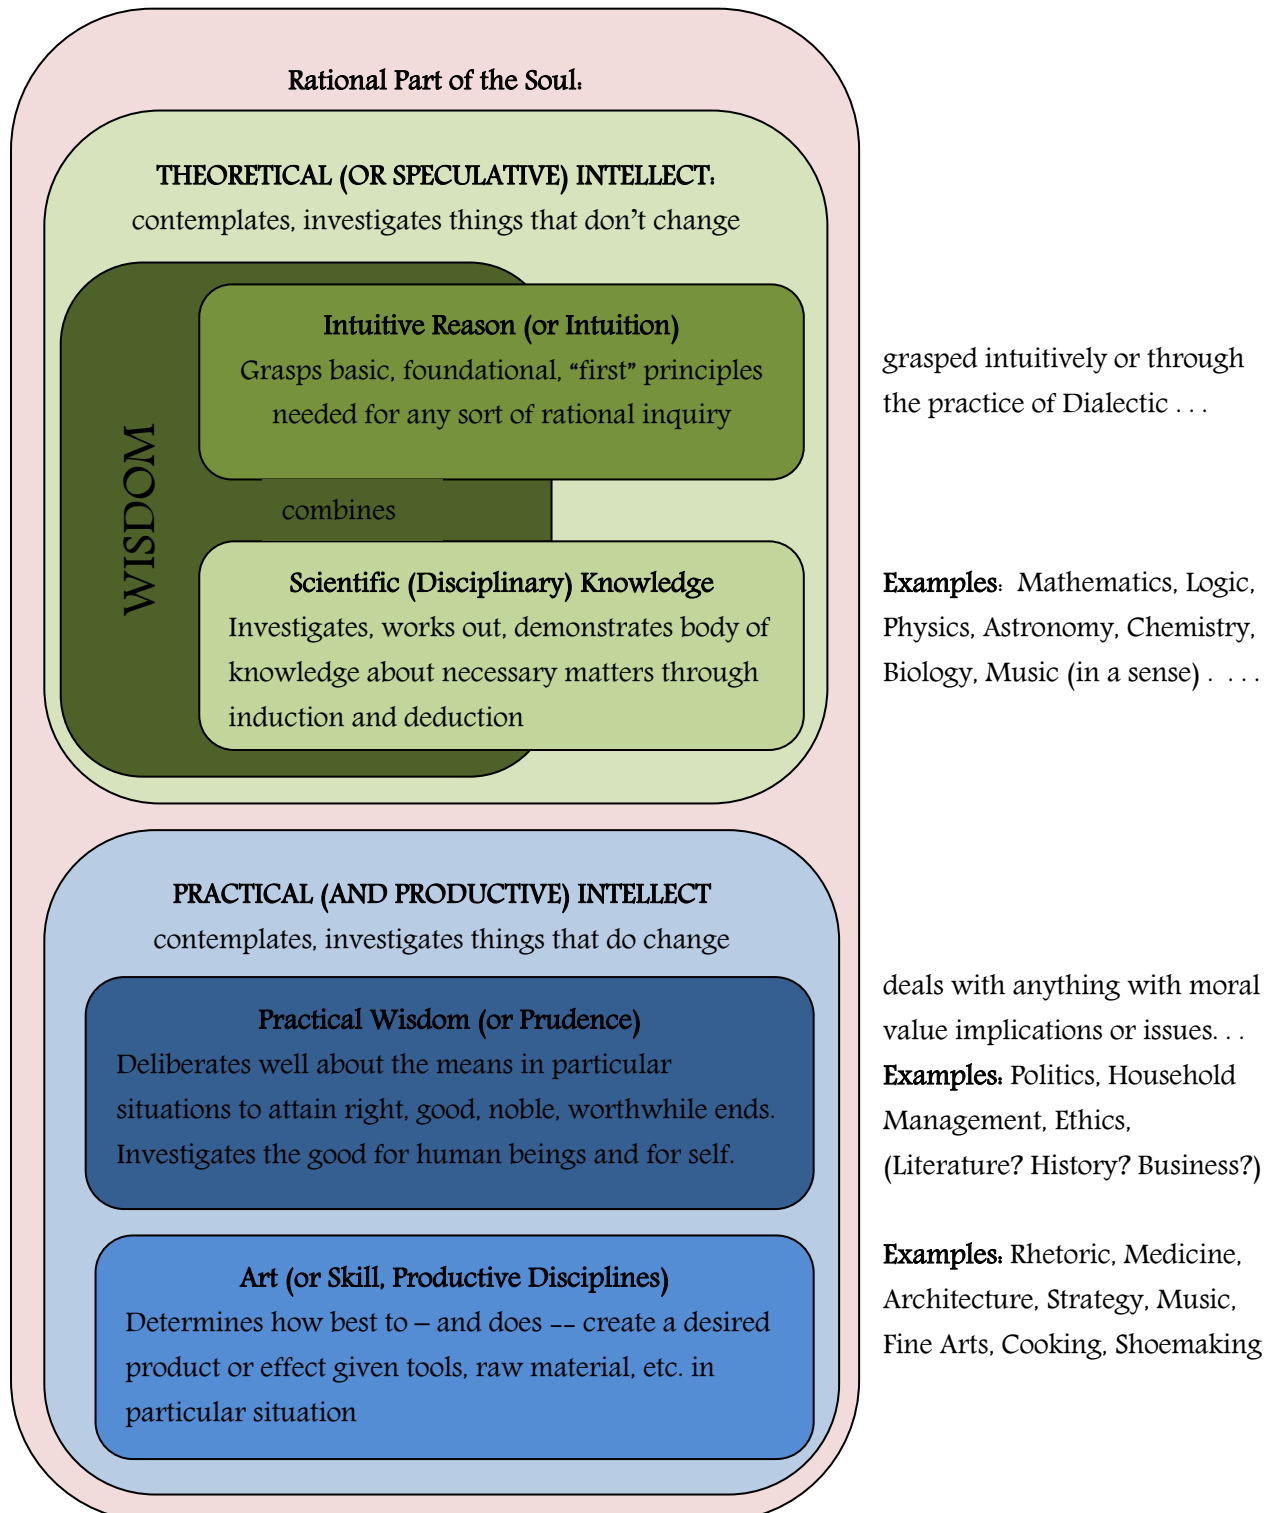 Rational Part of the Soul:
THEORETICAL (OR SPECULATIVE) INTELLECT:
contemplates, investigates things that don’t change
WISDOM
Intuitive Reason (or Intuition)
Grasps basic, foundational, “first” principles
needed for any sort of rational inquiry
grasped intuitively or through
the practice of Dialectic . . .
combines
Scientific (Disciplinary) Knowledge
Investigates, works out, demonstrates body of
knowledge about necessary matters through
induction and deduction
Examples: Mathematics, Logic,
Physics, Astronomy, Chemistry,
Biology, Music (in a sense) . . . .
PRACTICAL (AND PRODUCTIVE) INTELLECT
contemplates, investigates things that do change
Practical Wisdom (or Prudence)
Deliberates well about the means in particular
situations to attain right, good, noble, worthwhile ends.
Investigates the good for human beings and for self.
deals with anything with moral
value implications or issues. . .
Examples: Politics, Household
Management, Ethics,
(Literature? History? Business?)
Art (or Skill, Productive Disciplines)
Determines how best to – and does -- create a desired
product or effect given tools, raw material, etc. in
particular situation
Examples: Rhetoric, Medicine,
Architecture, Strategy, Music,
Fine Arts, Cooking, Shoemaking